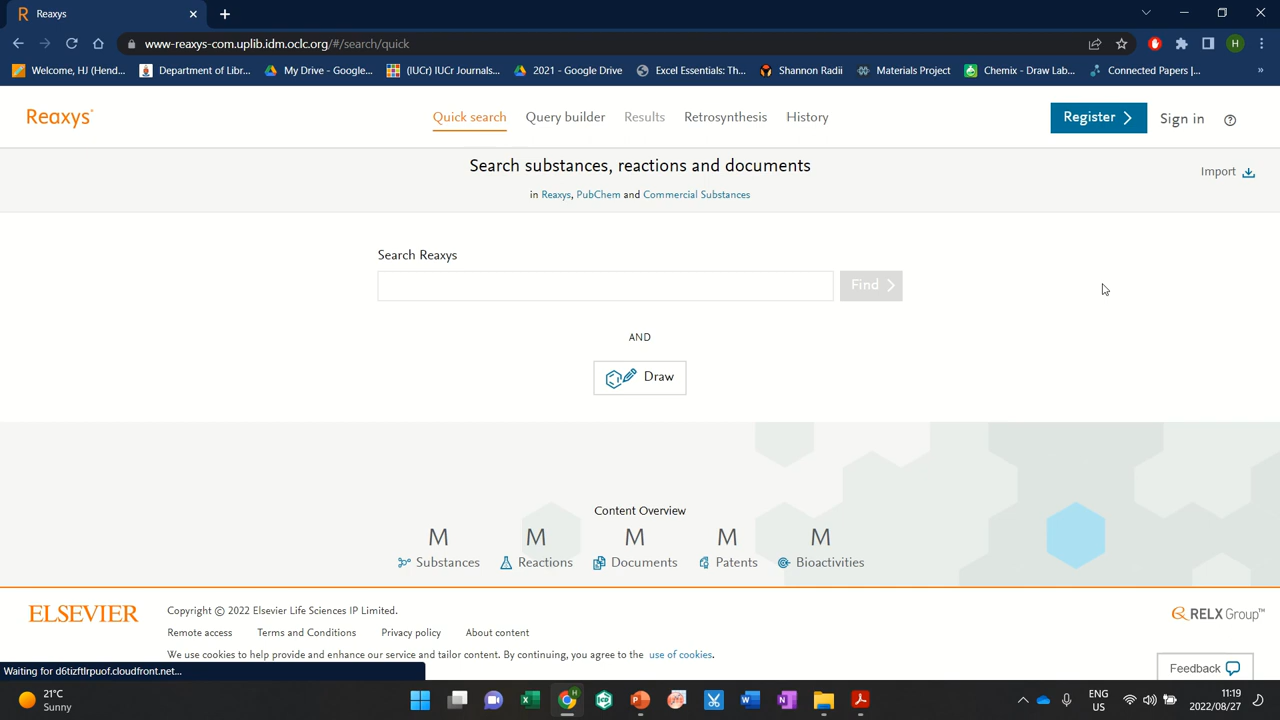 Reaxys
www-reaxys-com.uplib.idm.oclc.org/#/search/quick
H
Welcome, HJ (Hend...
Department of Libr...
My Drive - Google...
(IUCr) IUCr Journals...
2021 - Google Drive
Excel Essentials: Th...
Shannon Radii
Materials Project
Chemix - Draw Lab...
Connected Papers |...
»
Reaxys
Quick search
Query builder
Results
Retrosynthesis
History
Register
Sign in
Search substances, reactions and documents
in Reaxys, PubChem and Commercial Substances
Import
Search Reaxys
Find
AND
Draw
Content Overview
M M M M M
Substances Reactions Documents Patents Bioactivities
ELSEVIER
Copyright © 2022 Elsevier Life Sciences IP Limited.
RELX Group™
Remote access Terms and Conditions Privacy policy About content
We use cookies to help provide and enhance our service and tailor content. By continuing, you agree to the use of cookies.
Waiting for d6tizftlrpuof.cloudfront.net...
Feedback
21°C
Sunny
ENG
US
11:19
2022/08/27